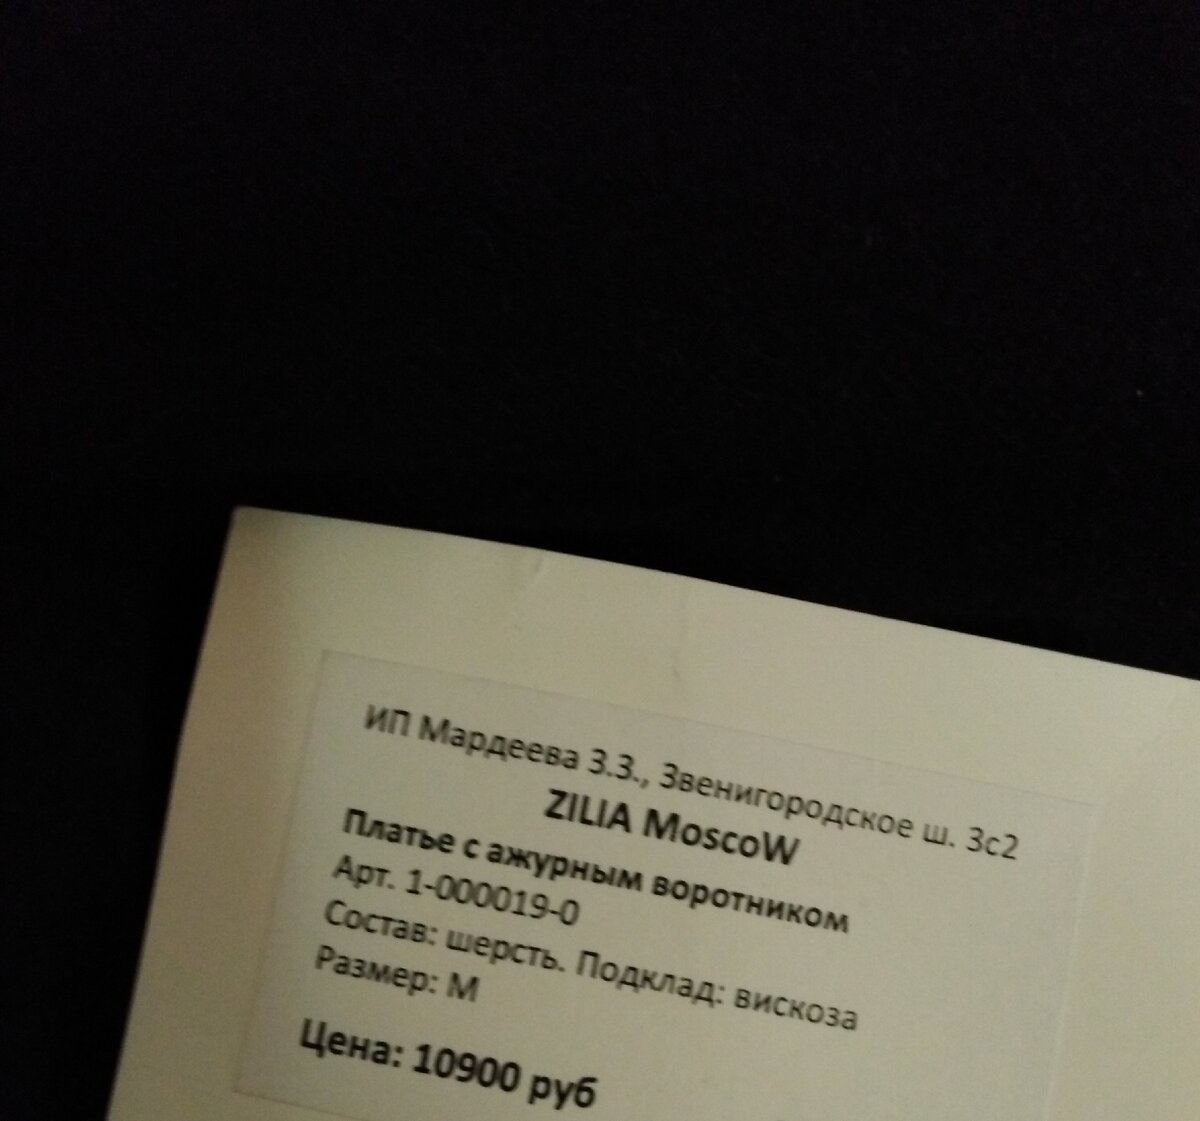 ИП Мардеева З.З., Звенигородское ш. 3с2
ZILIA MoscoW
Платье с ажурным воротником
Арт. 1-000019-0
Состав: шерсть. Подклад: вискоза
Размер: M
Цена: 10900 руб